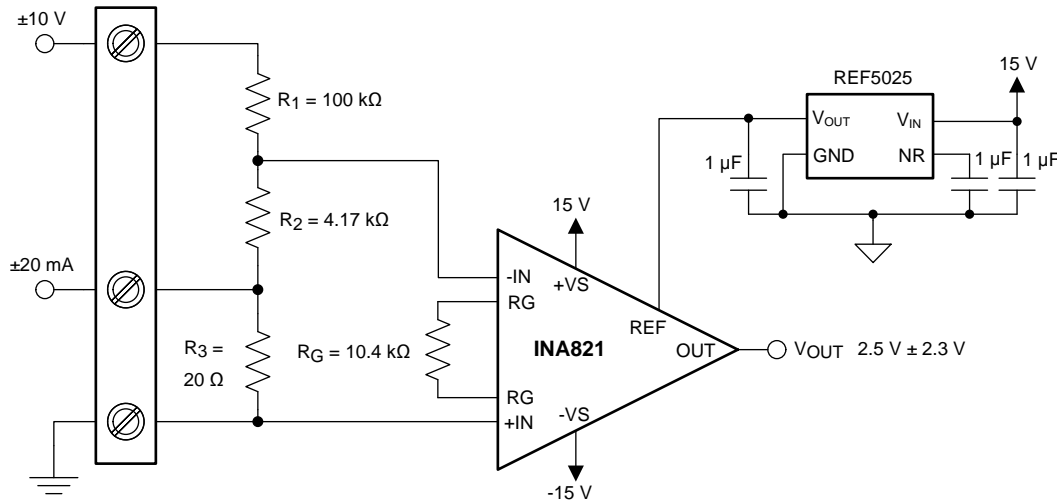 ±10 V
R1 = 100 kΩ
R2 = 4.17 kΩ
±20 mA
R3 =
20 Ω
RG = 10.4 kΩ
15 V
-IN
+VS
RG
REF
INA821
OUT
RG
+IN
-VS
-15 V
VOUT 2.5 V ± 2.3 V
REF5025
15 V
VOUT
VIN
GND
NR
1 µF
1 µF
1 µF